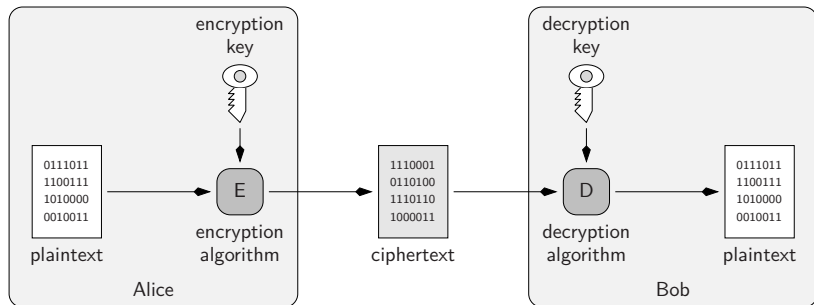 encryption
key
decryption
key
0111011
1100111
1010000
0010011
plaintext
E
encryption
algorithm
1110001
0110100
1110110
1000011
ciphertext
D
decryption
algorithm
0111011
1100111
1010000
0010011
plaintext
Alice
Bob